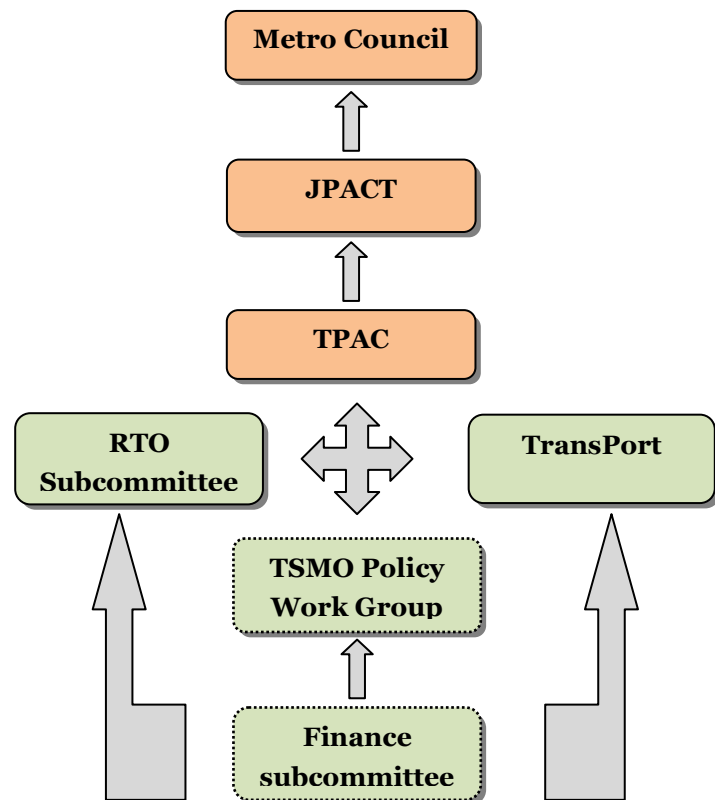 Metro Council
JPACT
TPAC
RTO
Subcommittee
TransPort
TSMO Policy
Work Group
Finance
subcommittee